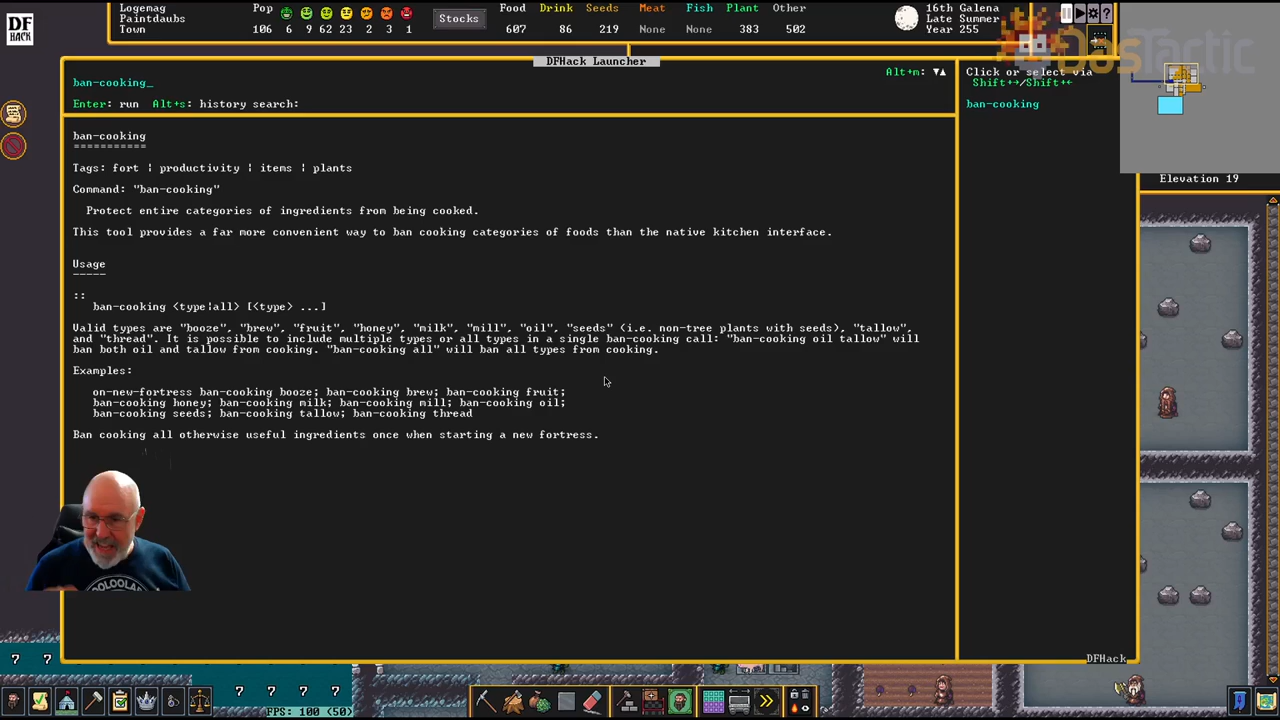 DF
HACK
Logemag
Paintdaubs
Town
Pop
106 6 9 62 23 2 3 1
Stocks
Food Drink Seeds Meat Fish Plant Other
607 86 219 None None 383 502
16th Galena
Late Summer
Year 255
DasTactic
DFHack Launcher
ban-cooking_
Alt+m: ▼▲
Enter: run Alt+s: history search:
Click or select via
Shift+→/Shift+←
ban-cooking
Elevation 19
ban-cooking
===========
Tags: fort | productivity | items | plants
Command: "ban-cooking"
Protect entire categories of ingredients from being cooked.
This tool provides a far more convenient way to ban cooking categories of foods than the native kitchen interface.
Usage
-----
::
ban-cooking <type|all> [<type> ...]
Valid types are "booze", "brew", "fruit", "honey", "milk", "mill", "oil", "seeds" (i.e. non-tree plants with seeds), "tallow",
and "thread". It is possible to include multiple types or all types in a single ban-cooking call: "ban-cooking oil tallow" will
ban both oil and tallow from cooking. "ban-cooking all" will ban all types from cooking.
Examples:
on-new-fortress ban-cooking booze; ban-cooking brew; ban-cooking fruit;
ban-cooking honey; ban-cooking milk; ban-cooking mill; ban-cooking oil;
ban-cooking seeds; ban-cooking tallow; ban-cooking thread
Ban cooking all otherwise useful ingredients once when starting a new fortress.
DFHack
7 7
7 7 7 7
FPS: 100 (50)